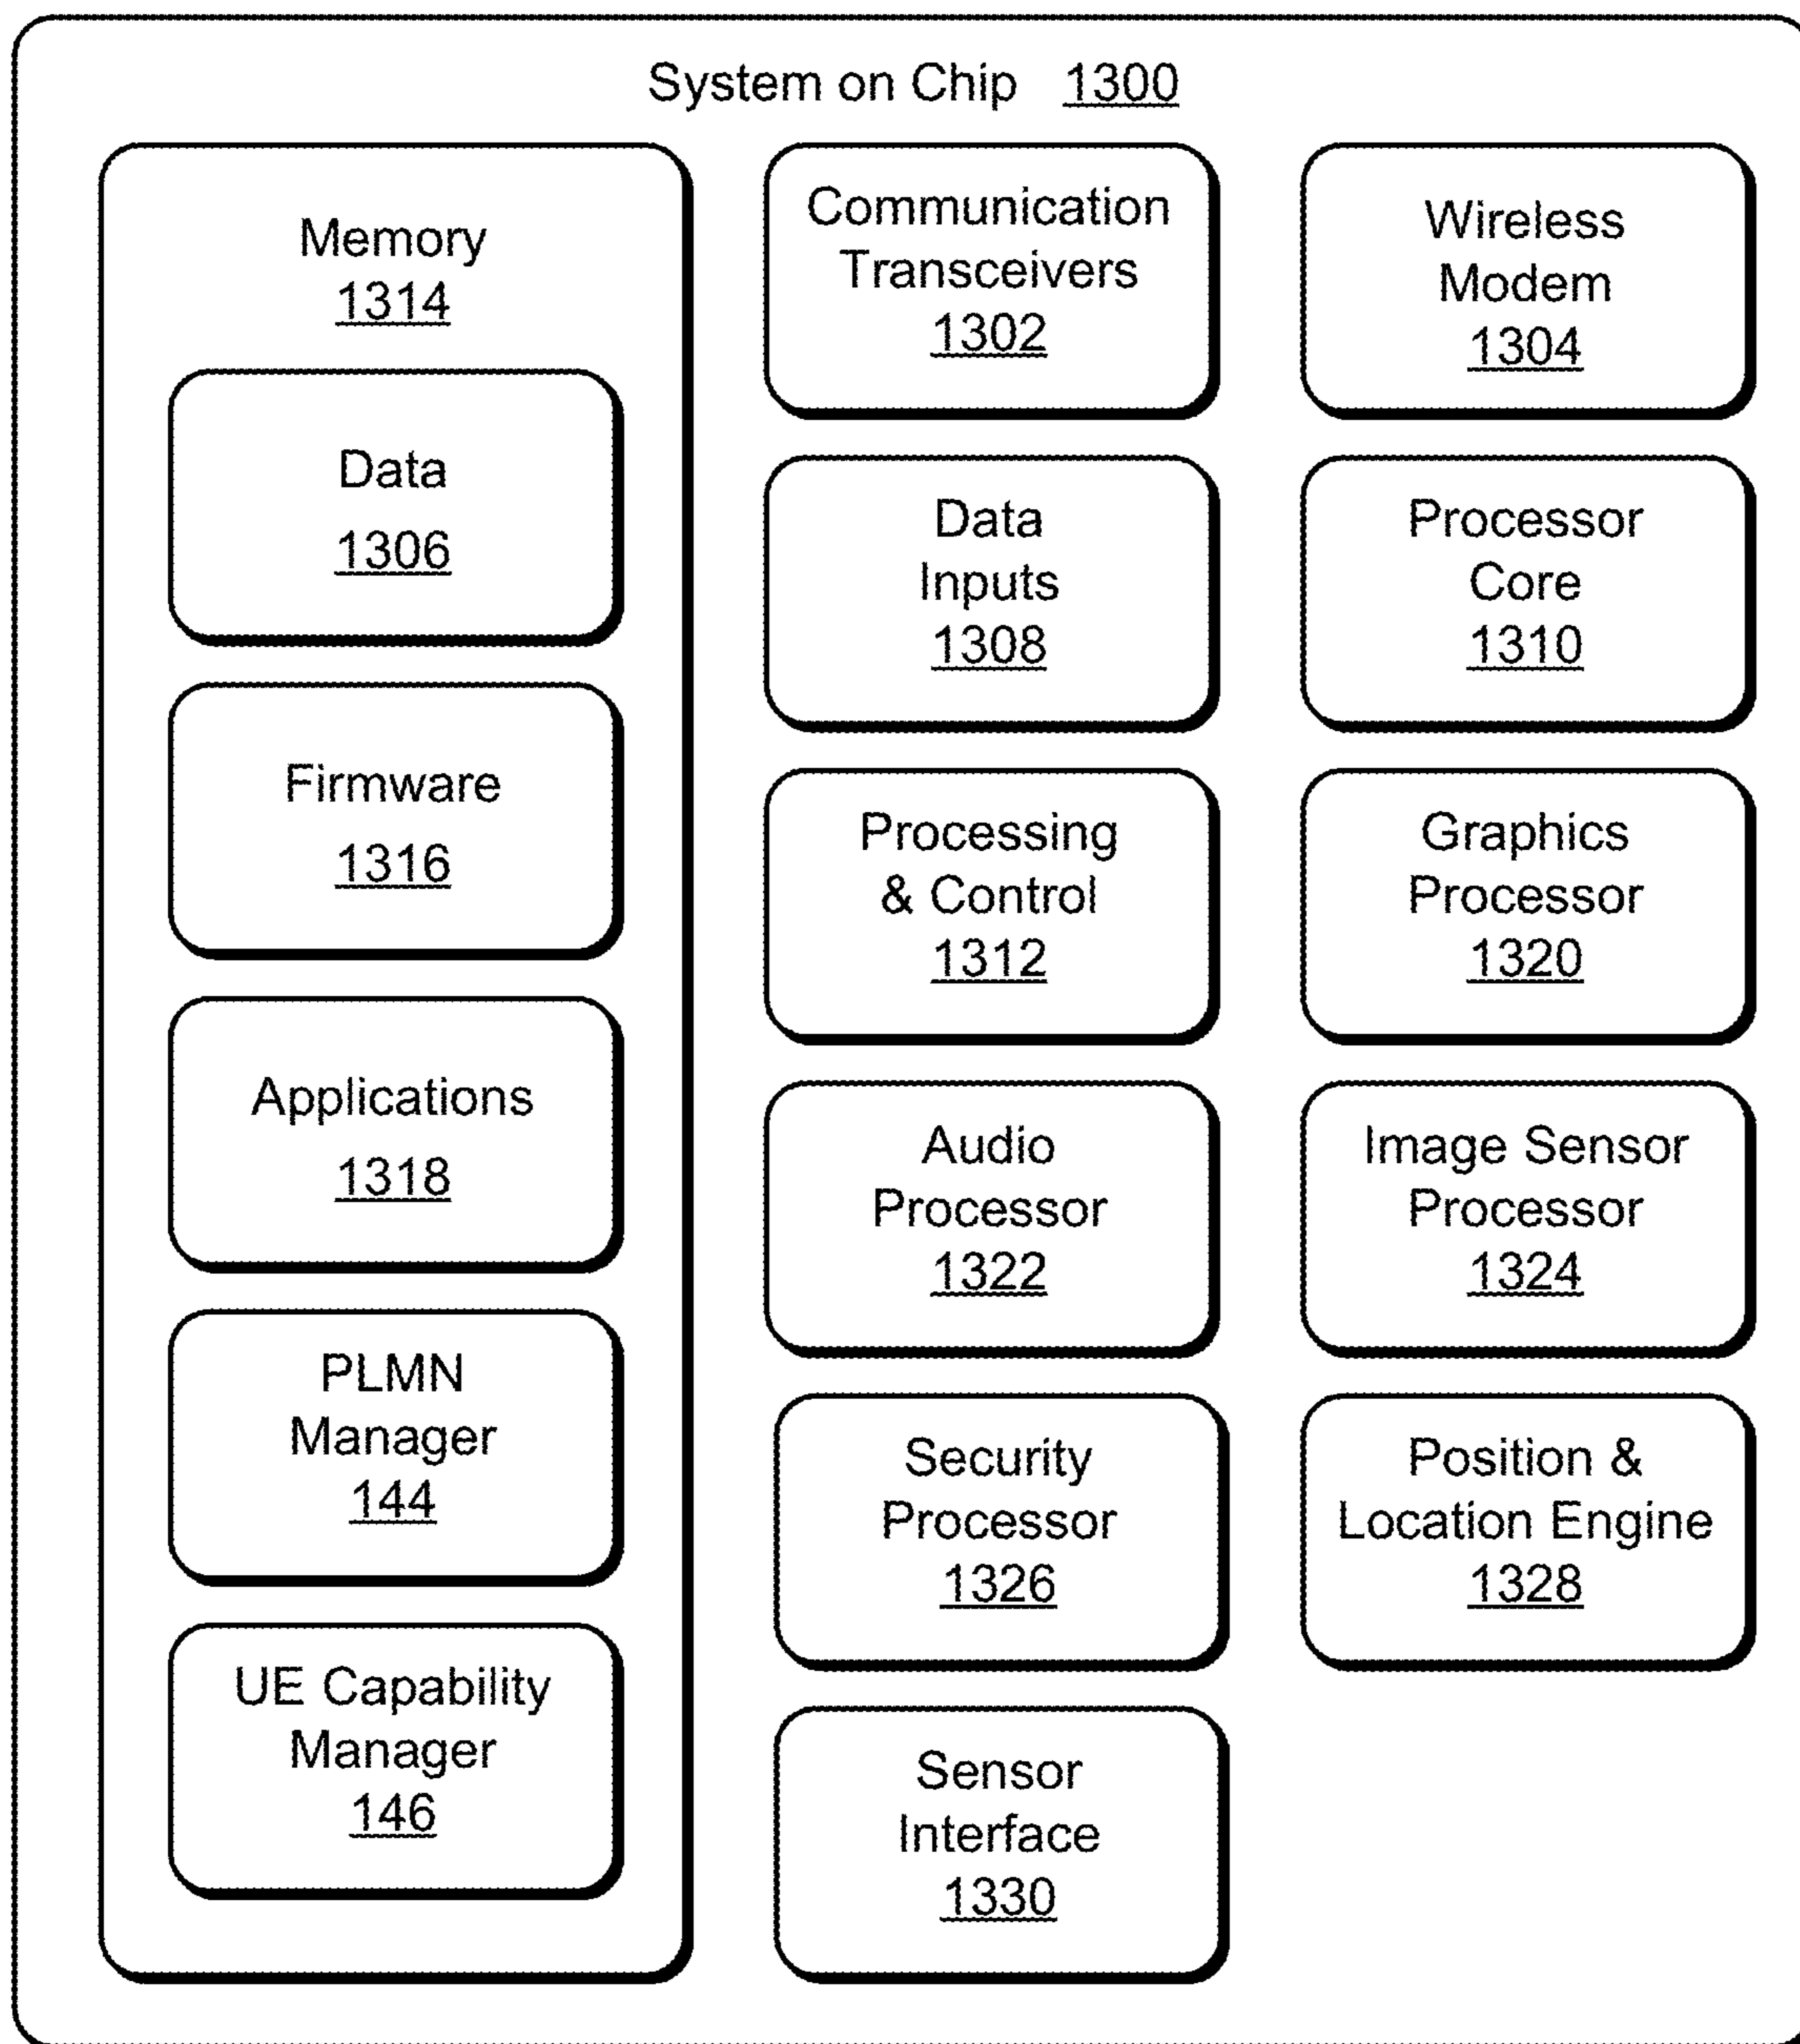 System on Chip 1300
Memory
1314
Data
1306
Firmware
1316
Applications
1318
PLMN
Manager
144
UE Capability
Manager
146
Communication
Transceivers
1302
Wireless
Modem
1304
Data
Inputs
1308
Processor
Core
1310
Processing
& Control
1312
Graphics
Processor
1320
Audio
Processor
1322
Image Sensor
Processor
1324
Security
Processor
1326
Position &
Location Engine
1328
Sensor
Interface
1330